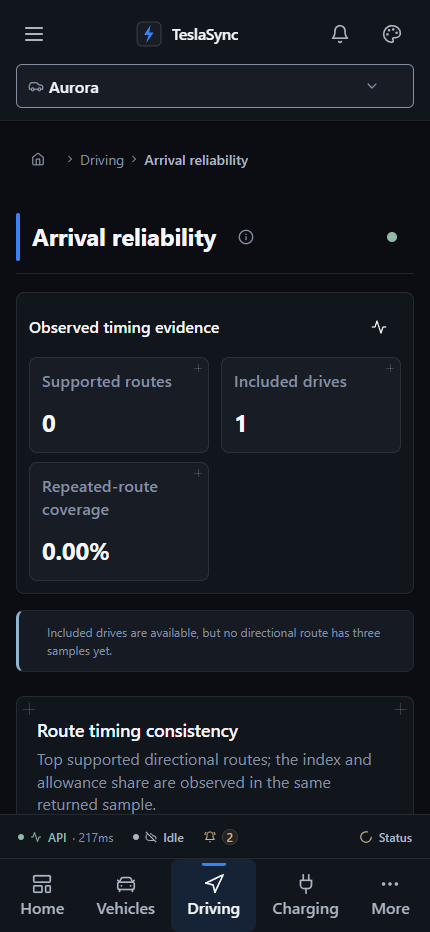 TeslaSync
Aurora
Driving
Arrival reliability
Arrival reliability
Observed timing evidence
Supported routes
0
Included drives
1
Repeated-route
coverage
0.00%
Included drives are available, but no directional route has three
samples yet.
Route timing consistency
Top supported directional routes; the index and
allowance share are observed in the same
returned sample.
API · 217ms
Idle
2
Status
Home
Vehicles
Driving
Charging
More